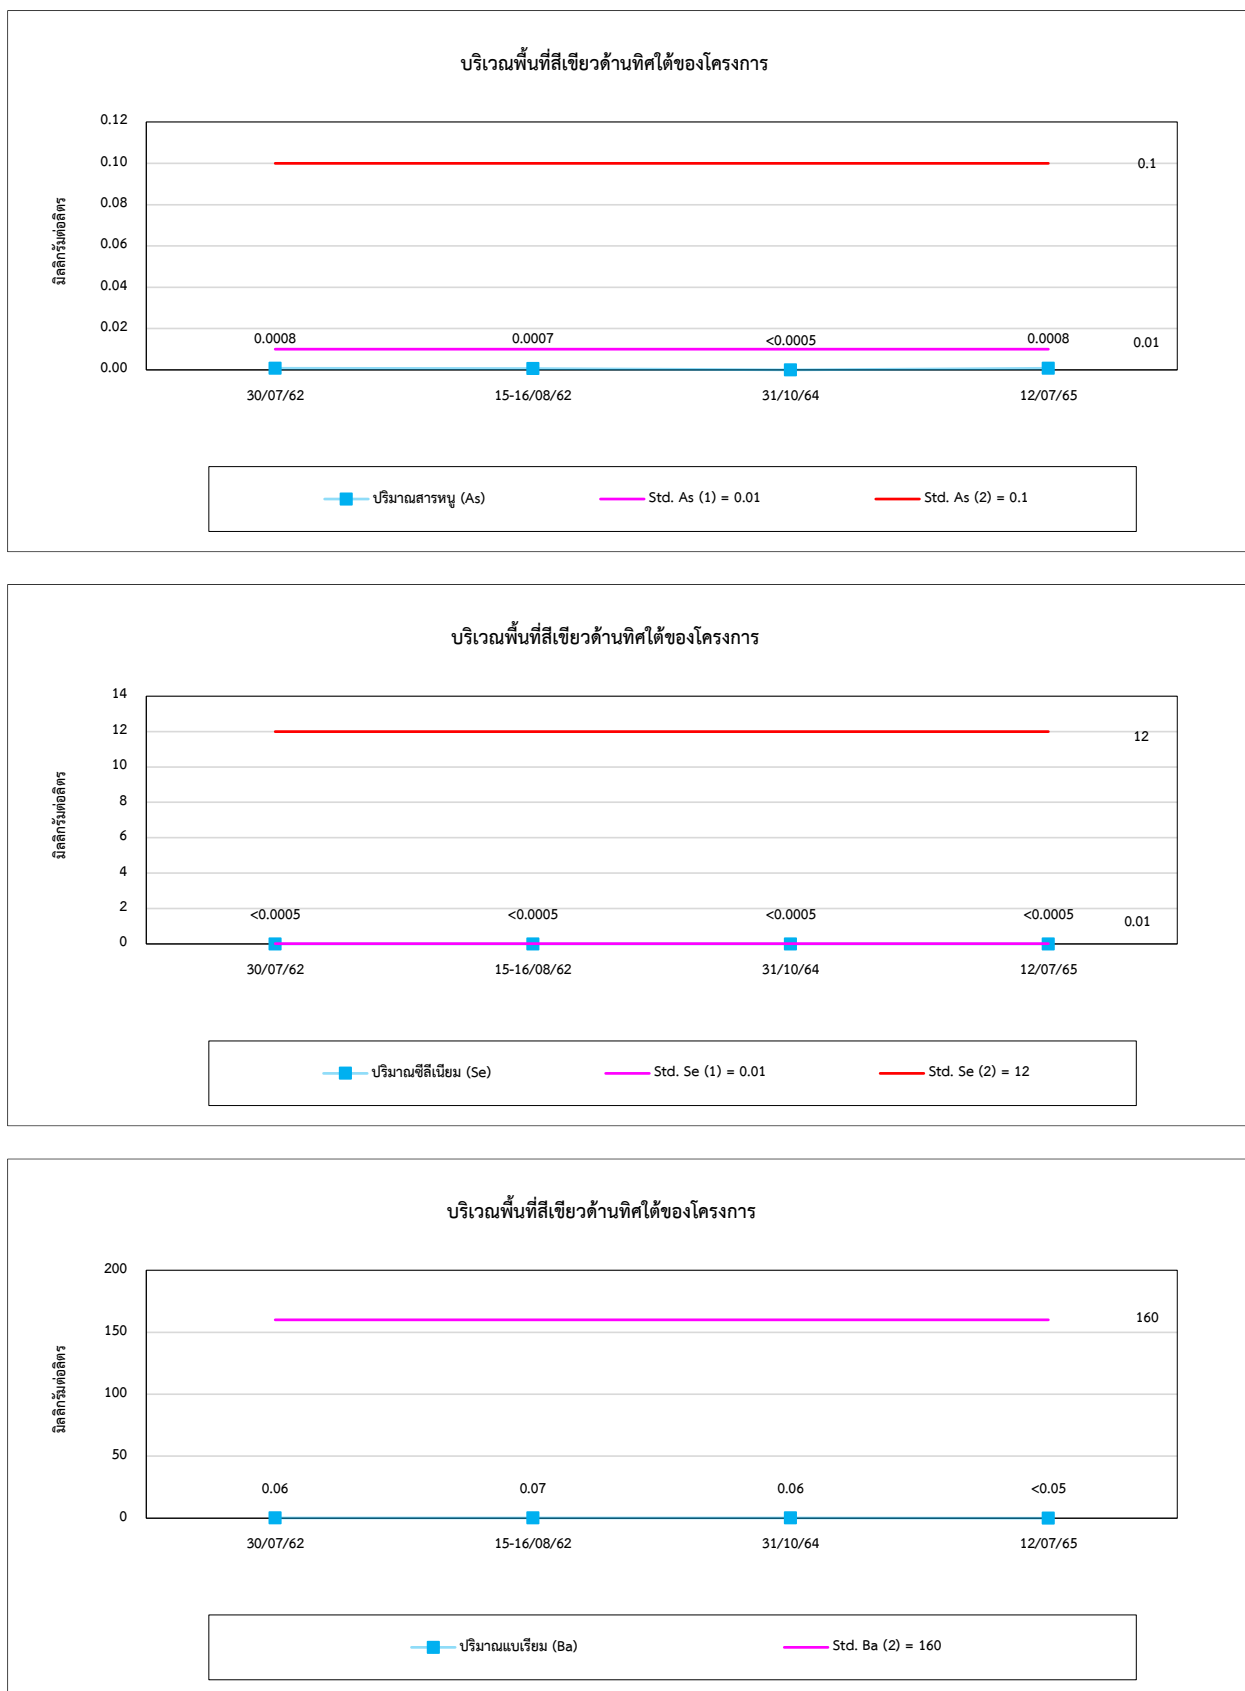 บริเวณพื้นที่สีเขียวด้านทิศใต้ของโครงการ
มิลลิกรัมต่อลิตร
0.12
0.10
0.1
0.08
0.06
0.04
0.02
0.0008 0.0007 <0.0005 0.0008 0.01
0.00
30/07/62 15-16/08/62 31/10/64 12/07/65
ปริมาณสารหนู (As) Std. As (1) = 0.01 Std. As (2) = 0.1
บริเวณพื้นที่สีเขียวด้านทิศใต้ของโครงการ
มิลลิกรัมต่อลิตร
14
12
12
10
8
6
4
2
<0.0005 <0.0005 <0.0005 <0.0005 0.01
0
30/07/62 15-16/08/62 31/10/64 12/07/65
ปริมาณซีลีเนียม (Se) Std. Se (1) = 0.01 Std. Se (2) = 12
บริเวณพื้นที่สีเขียวด้านทิศใต้ของโครงการ
มิลลิกรัมต่อลิตร
200
160
150
100
50
0.06 0.07 0.06 <0.05
0
30/07/62 15-16/08/62 31/10/64 12/07/65
ปริมาณแบเรียม (Ba) Std. Ba (2) = 160